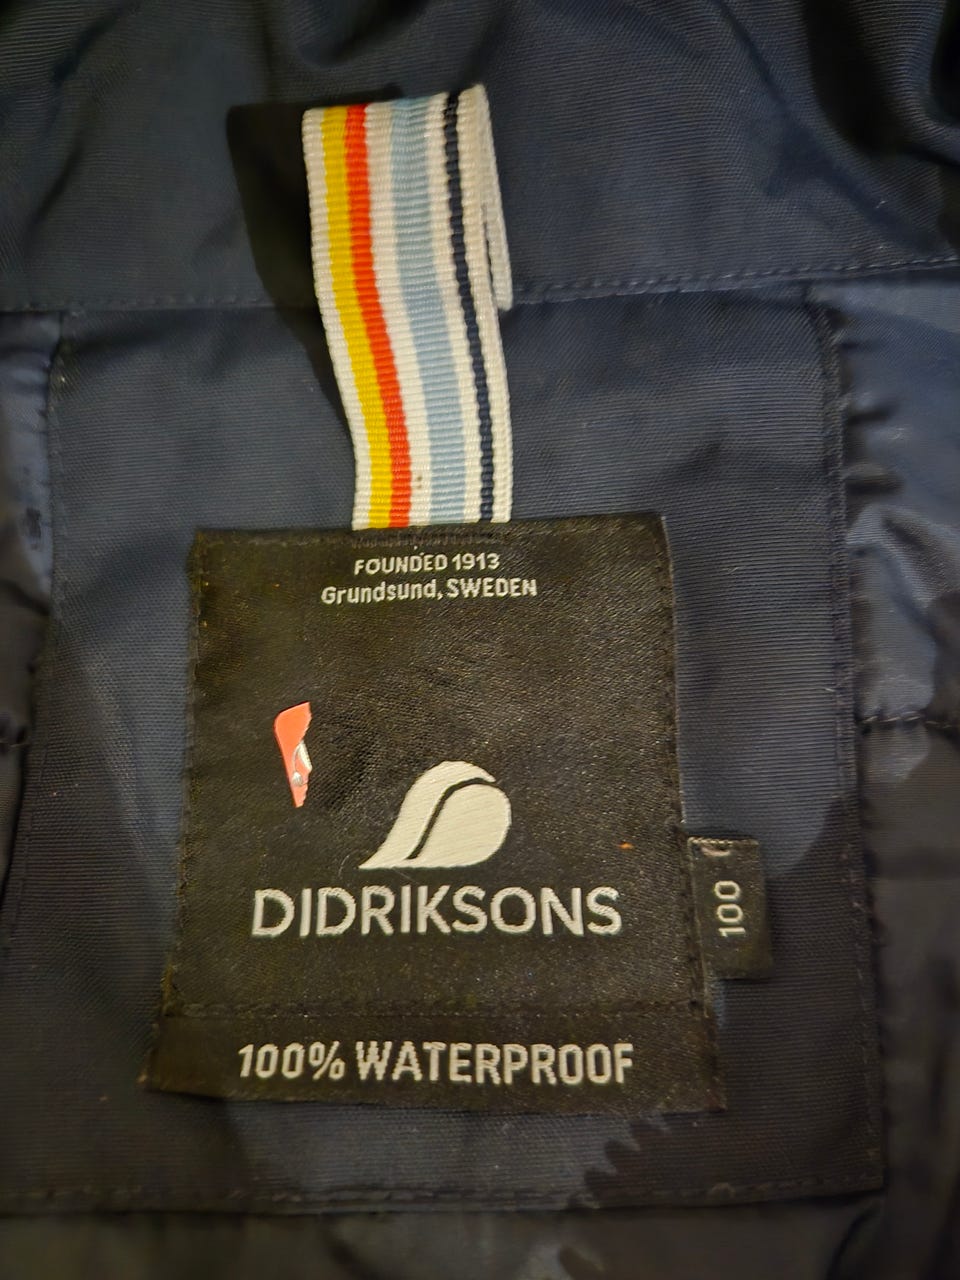 FOUNDED 1913
Grundsund, SWEDEN
DIDRIKSONS
100
100% WATERPROOF